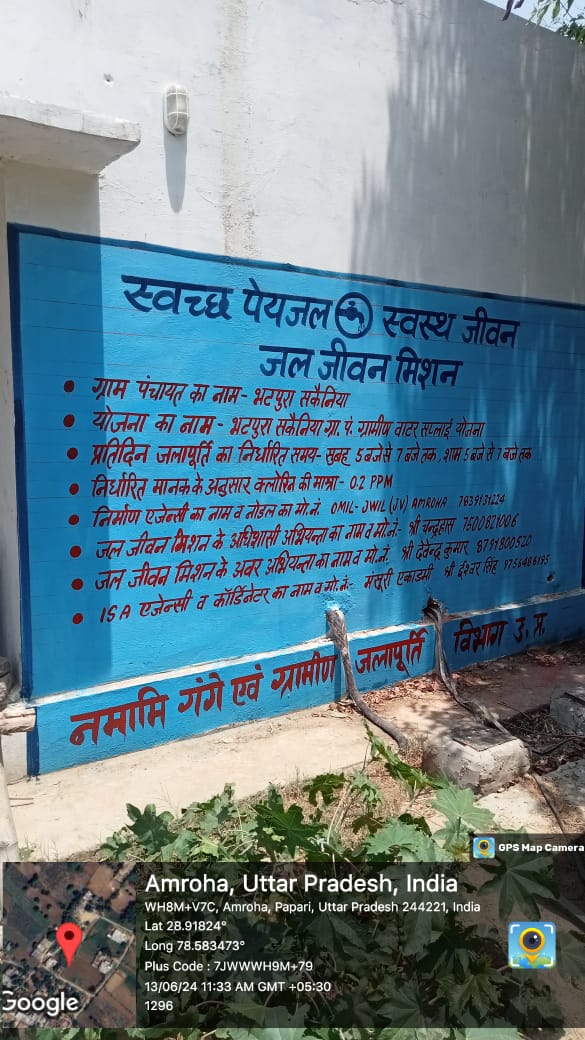 स्वच्छ पेयजल स्वस्थ जीवन
जल जीवन मिशन
• ग्राम पंचायत का नाम- भटपुरा सकैनिया
• योजना का नाम - भटपुरा सकैनिया ग्रा. पं. ग्रामीण वाटर सप्लाई योजना
• प्रतिदिन जलापूर्ति का निर्धारित समय- सुबह 5 बजे से 7 बजे तक, शाम 5 बजे से 7 बजे तक
• निर्धारित मानक के अनुसार क्लोरिन की मात्रा- 0.2 PPM
• निर्माण एजेन्सी का नाम व नोडल का मो.नं. OMIL-JWIL (JV) AMROHA 7839131224
• जल जीवन मिशन के अधिशासी अभियन्ता का नाम व मो.नं.- श्री चन्द्रहास 7500821006
• जल जीवन मिशन के अवर अभियन्ता का नाम व मो.नं. श्री देवेन्द्र कुमार 8791800520
• ISA एजेन्सी व कॉर्डिनेटर का नाम व मो.नं.- मसूरी एकाडमी श्री ईश्वर सिंह 9756486195
नमामि गंगे एवं ग्रामीण जलापूर्ति विभाग उ. प्र.
GPS Map Camera
Amroha, Uttar Pradesh, India
WH8M+V7C, Amroha, Papari, Uttar Pradesh 244221, India
Lat 28.91824°
Long 78.583473°
Plus Code : 7JWWWH9M+79
13/06/24 11:33 AM GMT +05:30
1296
Google